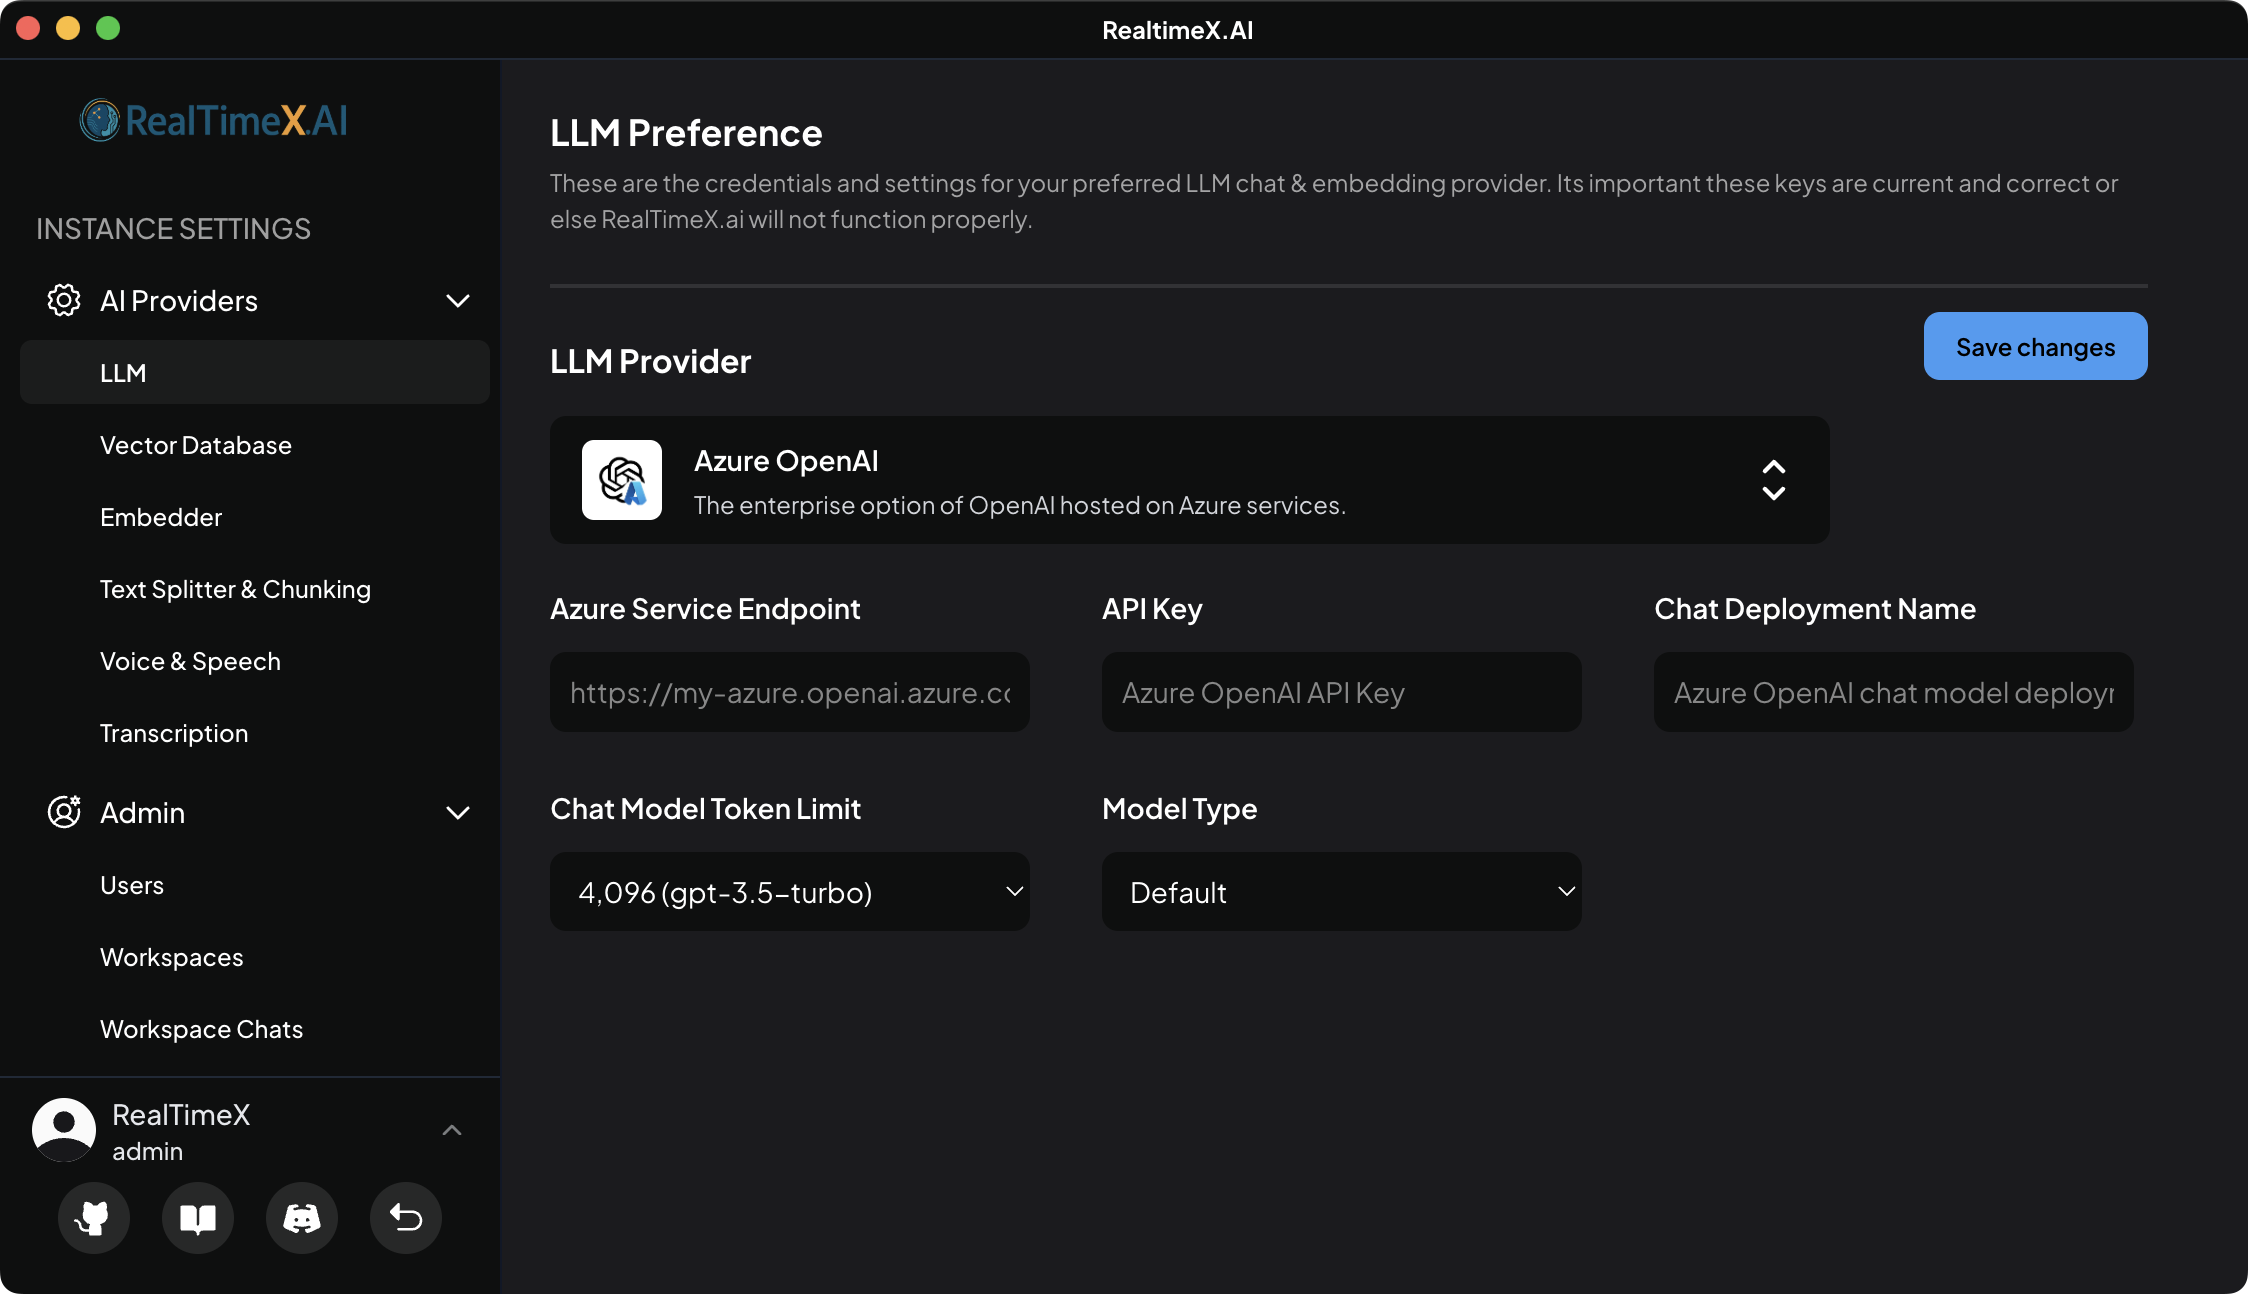 RealtimeX.AI
RealTimeX.AI
INSTANCE SETTINGS
AI Providers
LLM
Vector Database
Embedder
Text Splitter & Chunking
Voice & Speech
Transcription
Admin
Users
Workspaces
Workspace Chats
RealTimeX
admin
LLM Preference
These are the credentials and settings for your preferred LLM chat & embedding provider. Its important these keys are current and correct or
else RealTimeX.ai will not function properly.
Save changes
LLM Provider
Azure OpenAI
The enterprise option of OpenAI hosted on Azure services.
Azure Service Endpoint
API Key
Chat Deployment Name
https://my-azure.openai.azure.co
Azure OpenAI API Key
Azure OpenAI chat model deployr
Chat Model Token Limit
Model Type
4,096 (gpt-3.5-turbo)
Default